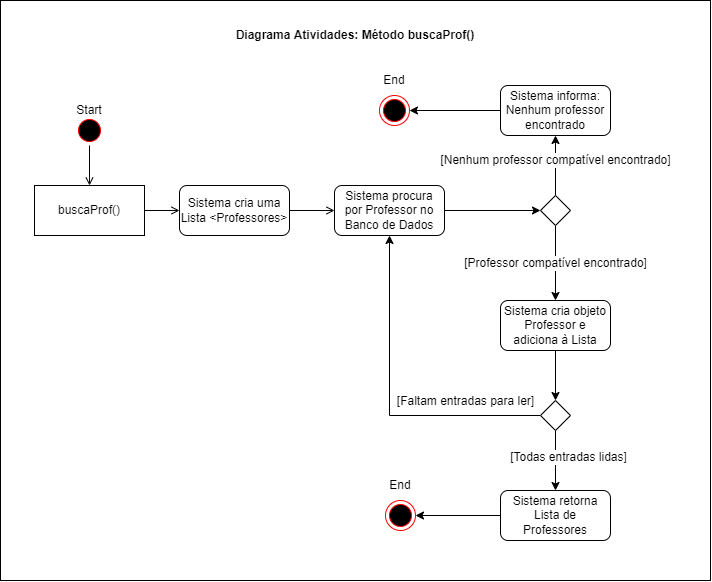 Diagrama Atividades: Método buscaProf()
End
Sistema informa:
Nenhum professor
encontrado
Start
[Nenhum professor compatível encontrado]
buscaProf()
Sistema cria uma
Lista <Professores>
Sistema procura
por Professor no
Banco de Dados
[Professor compatível encontrado]
Sistema cria objeto
Professor e
adiciona à Lista
[Faltam entradas para ler]
[Todas entradas lidas]
End
Sistema retorna
Lista de
Professores